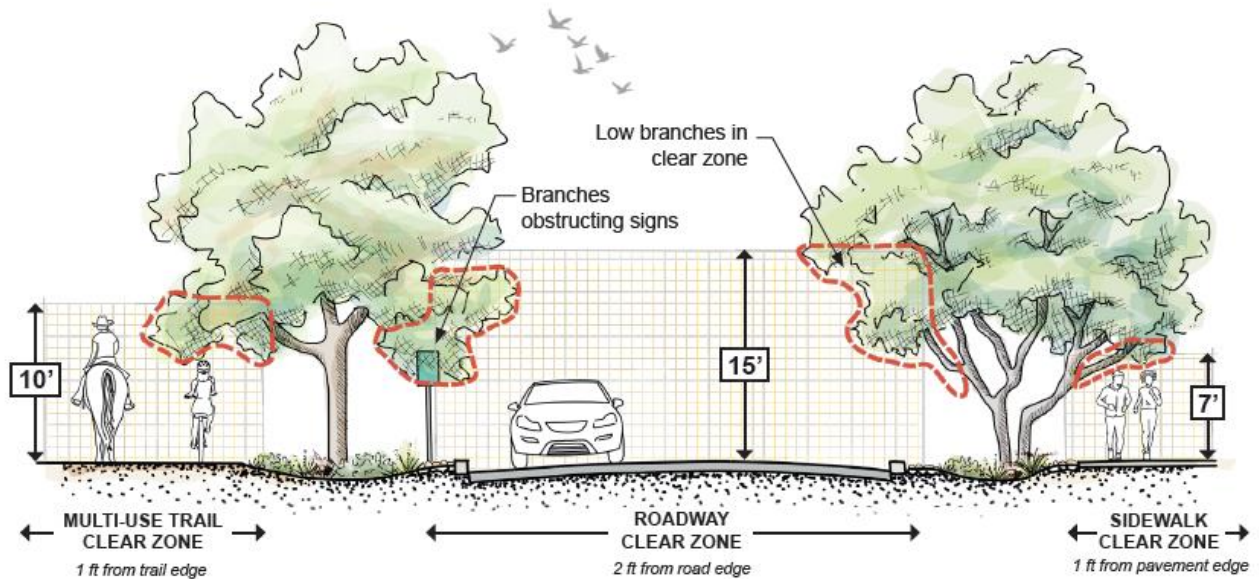 Low branches in
clear zone
Branches
obstructing signs
10'
15'
7'
MULTI-USE TRAIL
CLEAR ZONE
1 ft from trail edge
ROADWAY
CLEAR ZONE
2 ft from road edge
SIDEWALK
CLEAR ZONE
1 ft from pavement edge